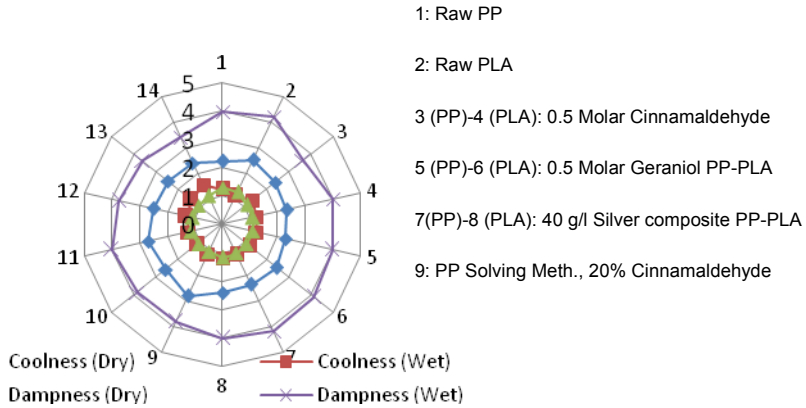 1: Raw PP
2: Raw PLA
3 (PP)-4 (PLA): 0.5 Molar Cinnamaldehyde
5 (PP)-6 (PLA): 0.5 Molar Geraniol PP-PLA
7(PP)-8 (PLA): 40 g/l Silver composite PP-PLA
9: PP Solving Meth., 20% Cinnamaldehyde
1
2
3
4
5
6
7
8
9
10
11
12
13
14
5
4
3
2
1
0
Coolness (Dry) Coolness (Wet)
Dampness (Dry) Dampness (Wet)